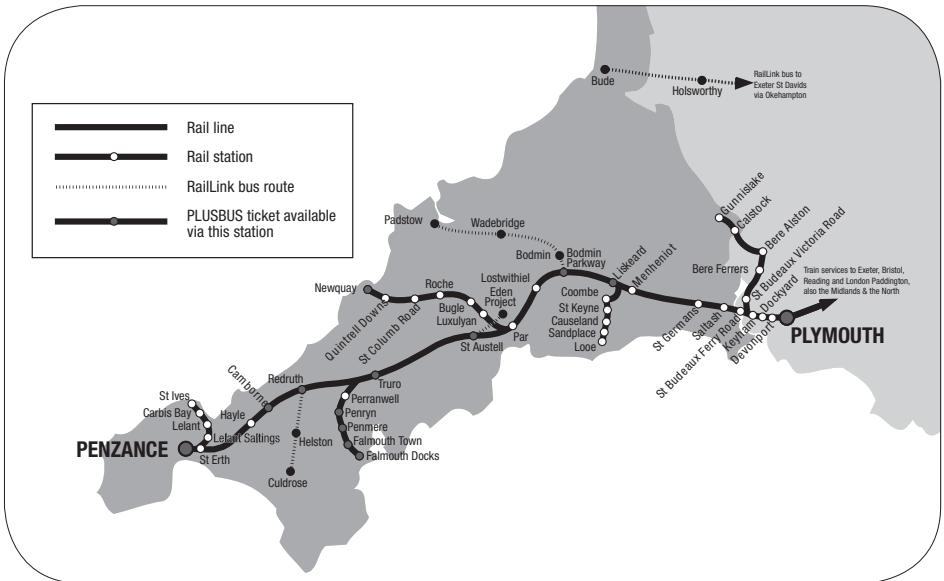 Bude
Holsworthy
RailLink bus to
Exeter St Davids
via Okehampton
Rail line
Rail station
RailLink bus route
PLUSBUS ticket available
via this station
Padstow
Wadebridge
Bodmin
Bodmin
Parkway
Liskeard
Menheniot
Gunnislake
Calstock
Bere Alston
Bere Ferrers
St Budeaux Victoria Road
Dockyard
Train services to Exeter, Bristol,
Reading and London Paddington,
also the Midlands & the North
PLYMOUTH
Newquay
Quintrell Downs
St Columb Road
Roche
Bugle
Luxulyan
Lostwithiel
Eden
Project
Par
St Austell
Coombe
St Keyne
Causeland
Sandplace
Looe
St Germans
Saltash
St Budeaux Ferry Road
Keyham
Devonport
Camborne
Redruth
Truro
Perranwell
Penryn
Penmere
Falmouth Town
Falmouth Docks
St Ives
Carbis Bay
Lelant
Hayle
Lelant Saltings
PENZANCE
St Erth
Helston
Culdrose